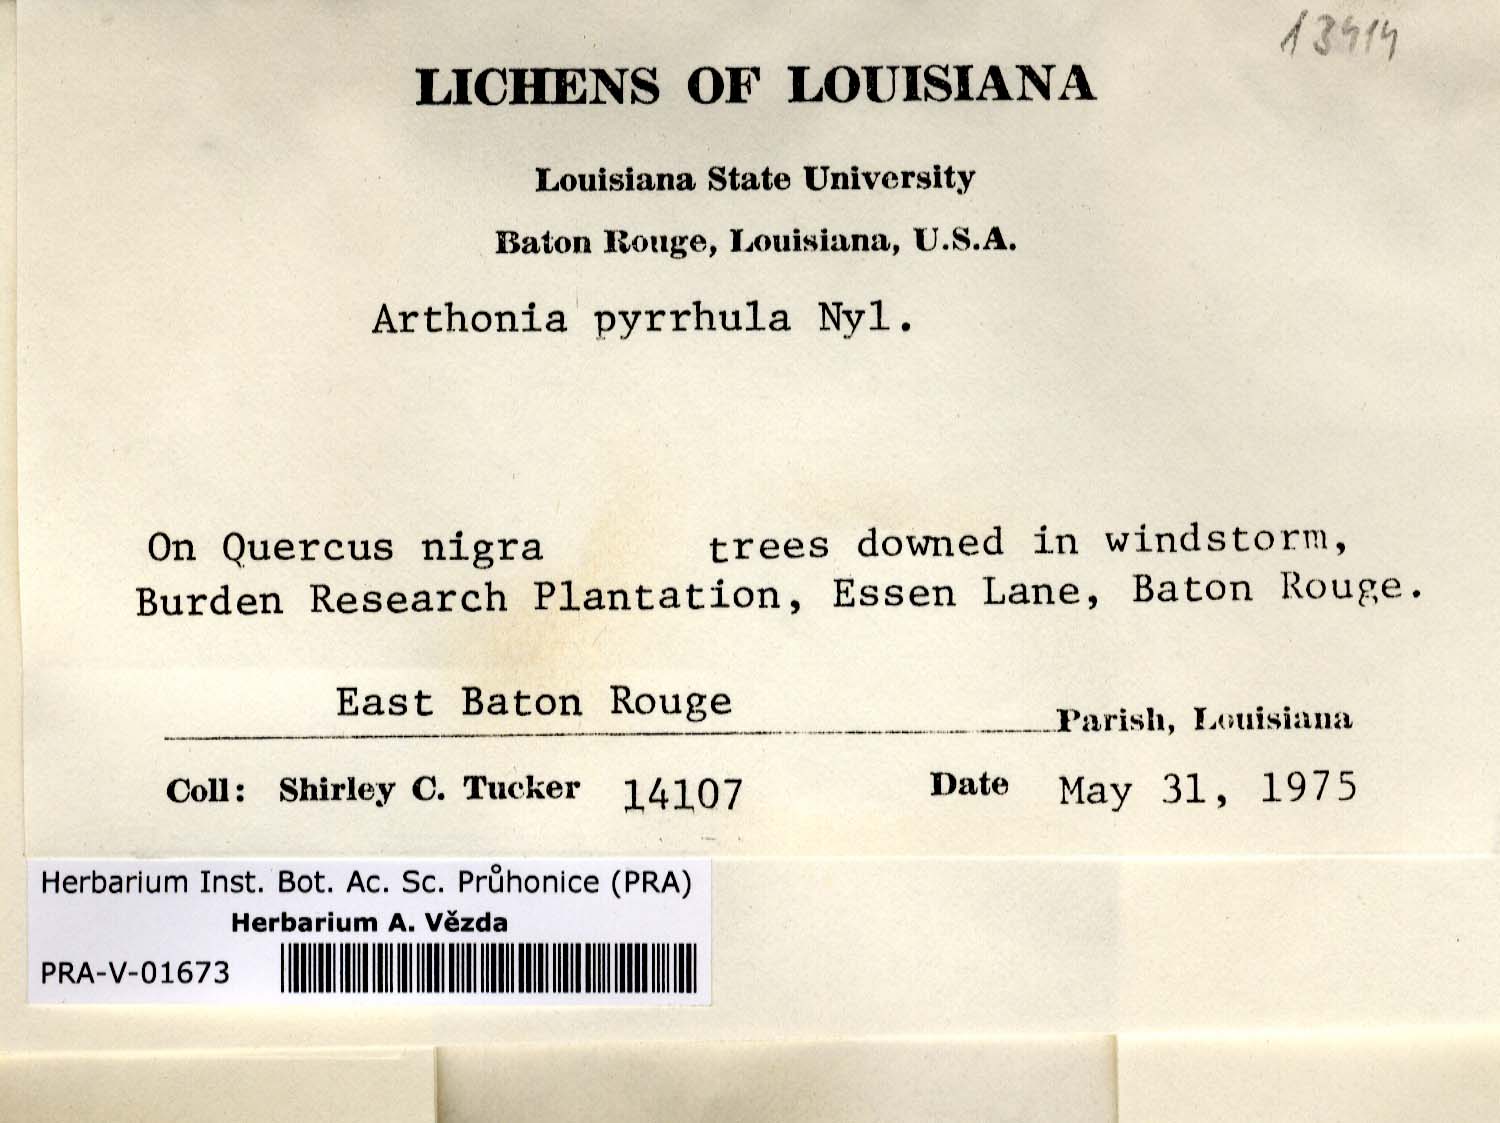 13414
LICHENS OF LOUISIANA
Louisiana State University
Baton Rouge, Louisiana, U.S.A.
Arthonia pyrrhula Nyl.
On Quercus nigra trees downed in windstorm,
Burden Research Plantation, Essen Lane, Baton Rouge.
East Baton Rouge Parish, Louisiana
Coll: Shirley C. Tucker 14107 Date May 31, 1975
Herbarium Inst. Bot. Ac. Sc. Průhonice (PRA)
Herbarium A. Vězda
PRA-V-01673